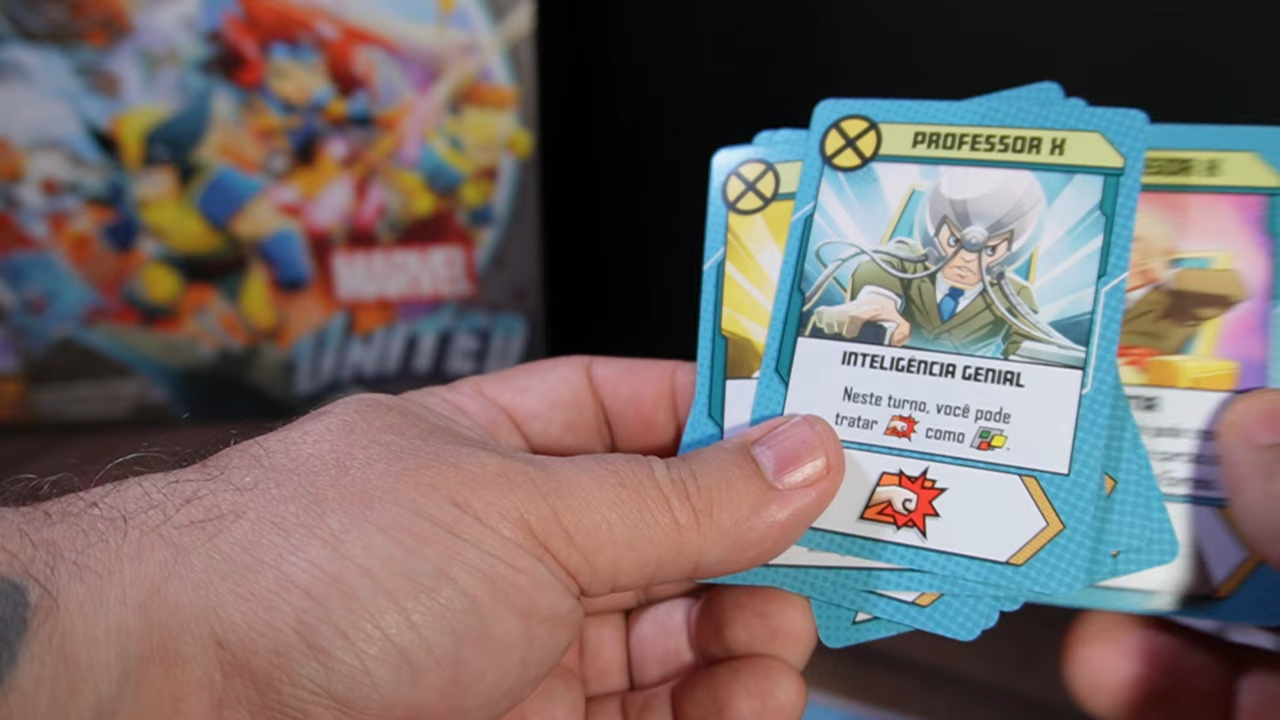 MARVEL
UNITED
PROFESSOR X
INTELIGÊNCIA GENIAL
Neste turno, você pode
tratar como .